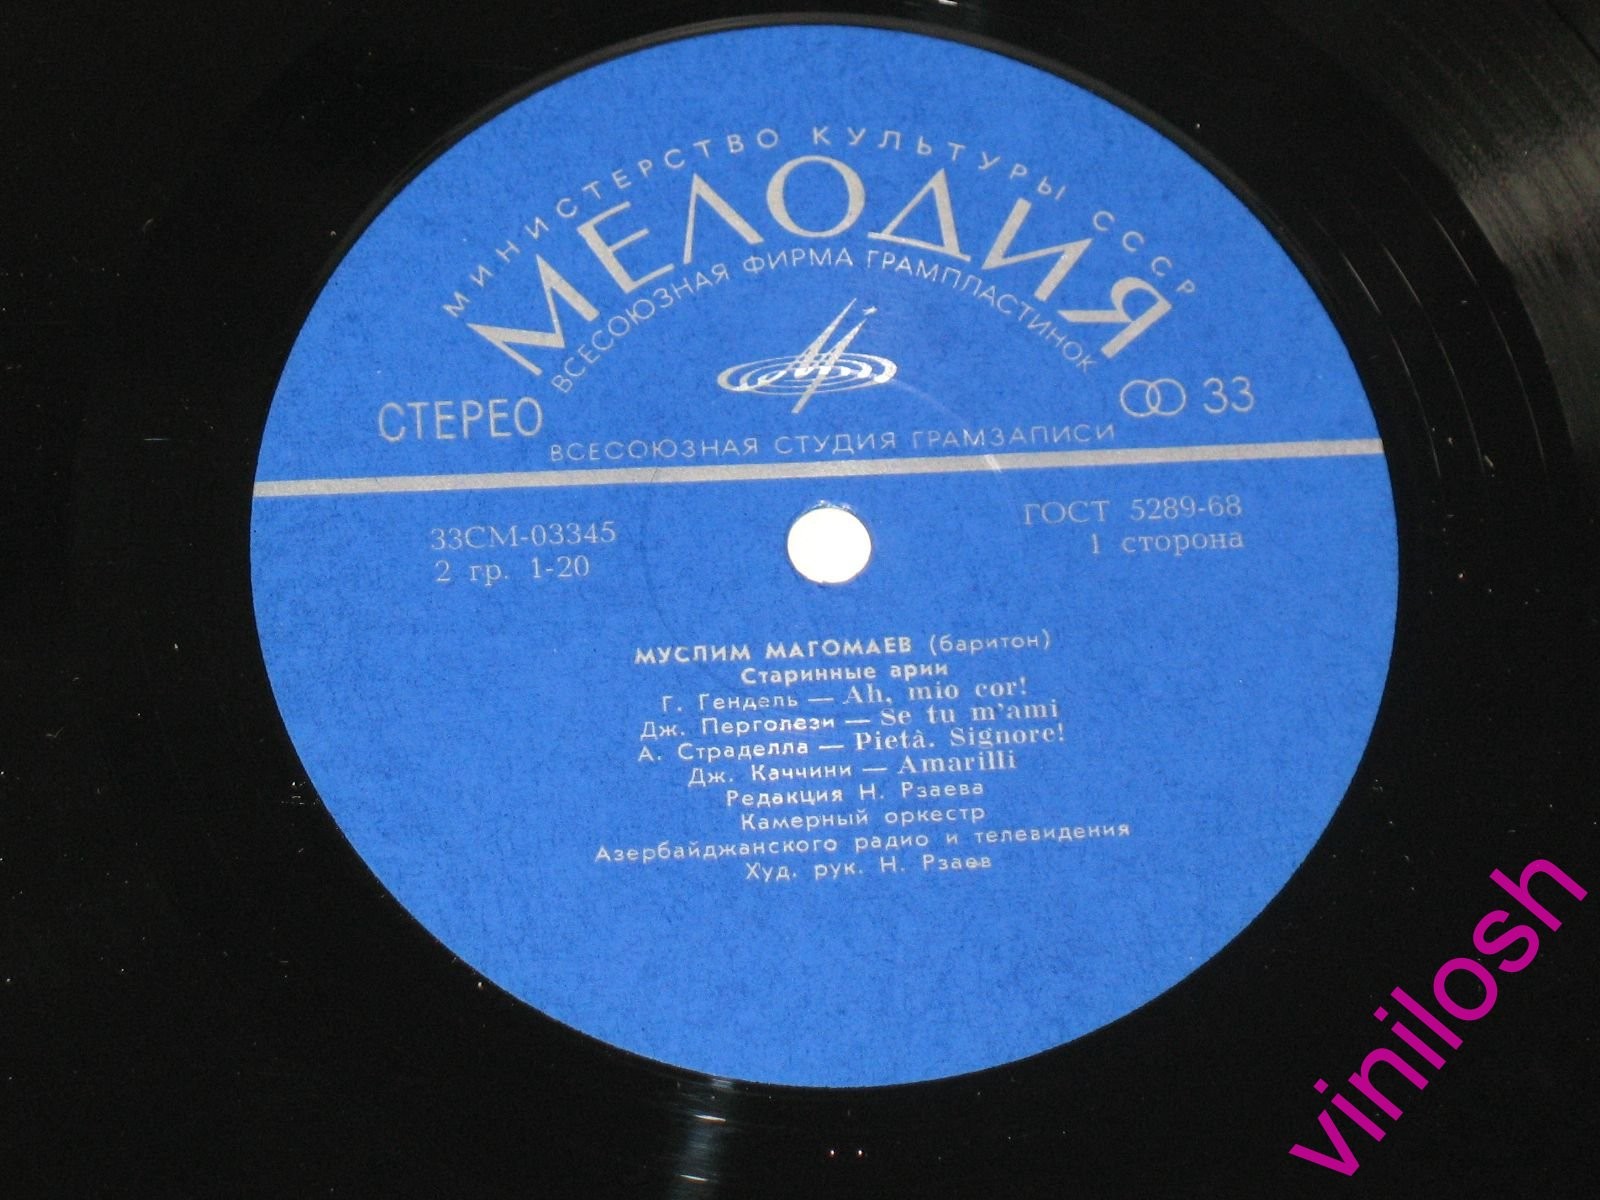 МИНИСТЕРСТВО КУЛЬТУРЫ СССР
МЕЛОДИЯ
ВСЕСОЮЗНАЯ ФИРМА ГРАМПЛАСТИНОК
СТЕРЕО
33
ВСЕСОЮЗНАЯ СТУДИЯ ГРАМЗАПИСИ
33СМ-03345
2 гр. 1-20
ГОСТ 5289-68
1 сторона
МУСЛИМ МАГОМАЕВ (баритон)
Старинные арии
Г. Гендель — Ah, mio cor!
Дж. Перголези — Se tu m'ami
А. Страделла — Pietà. Signore!
Дж. Каччини — Amarilli
Редакция Н. Рзаева
Камерный оркестр
Азербайджанского радио и телевидения
Худ. рук. Н. Рзаев
vinilosh